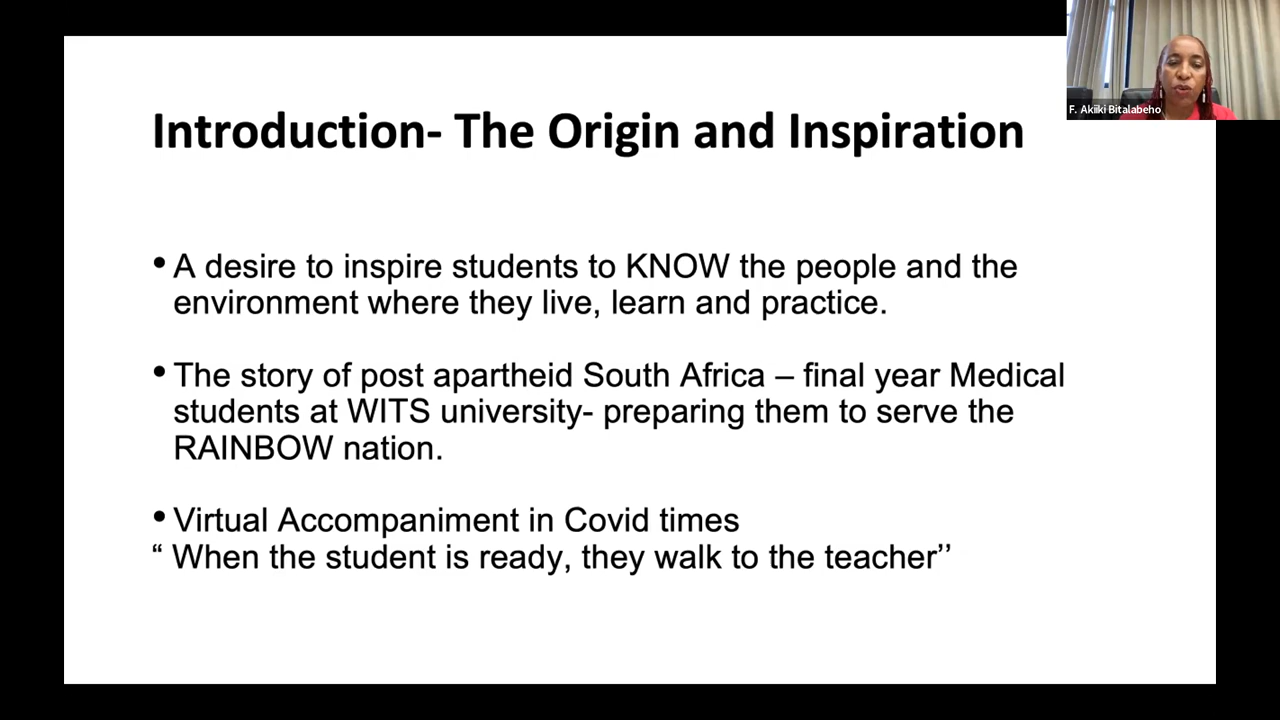 F. Akiiki Bitalabeho
Introduction- The Origin and Inspiration
• A desire to inspire students to KNOW the people and the
environment where they live, learn and practice.
• The story of post apartheid South Africa – final year Medical
students at WITS university- preparing them to serve the
RAINBOW nation.
• Virtual Accompaniment in Covid times
“ When the student is ready, they walk to the teacher’’